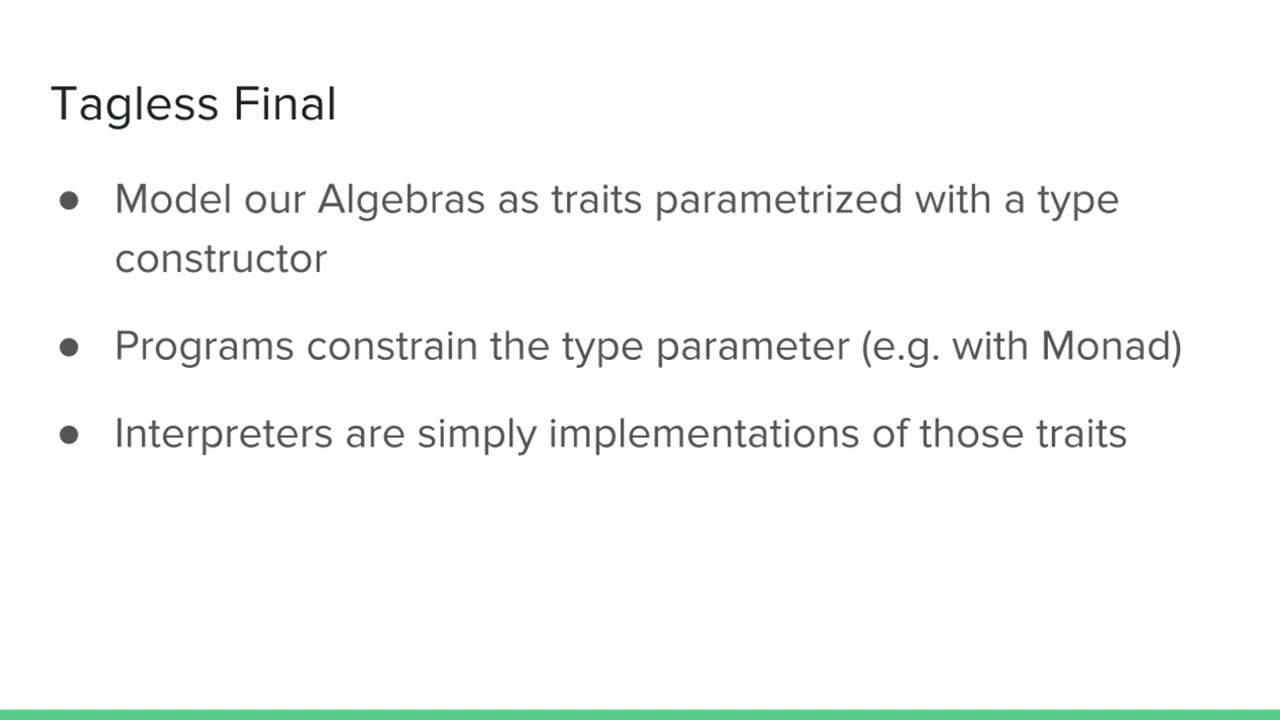 Tagless Final
● Model our Algebras as traits parametrized with a type
constructor
● Programs constrain the type parameter (e.g. with Monad)
● Interpreters are simply implementations of those traits